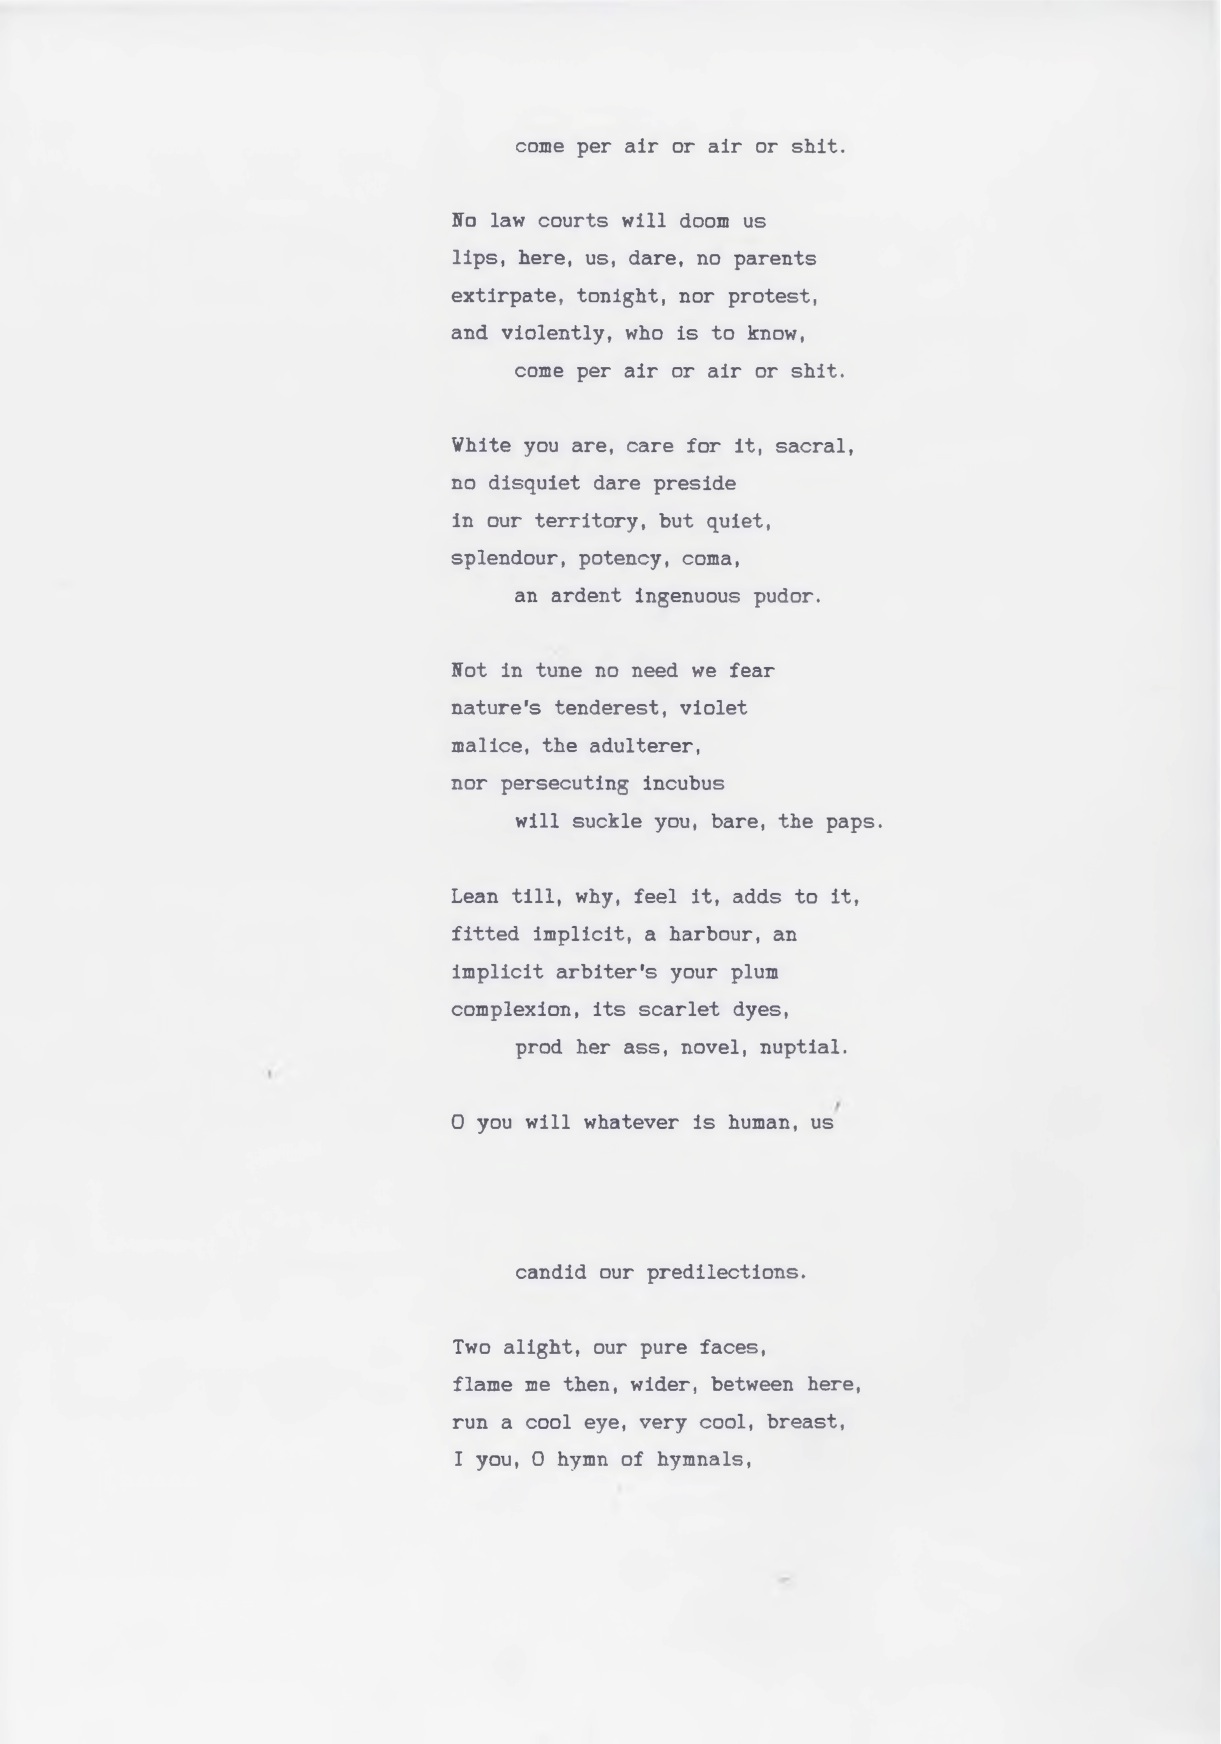 come per air or air or shit.
No law courts will doom us
lips, here, us, dare, no parents
extirpate, tonight, nor protest,
and violently, who is to know,
come per air or air or shit.
White you are, care for it, sacral,
no disquiet dare preside
in our territory, but quiet,
splendour, potency, coma,
an ardent ingenuous pudor.
Not in tune no need we fear
nature's tenderest, violet
malice, the adulterer,
nor persecuting incubus
will suckle you, bare, the paps.
Lean till, why, feel it, adds to it,
fitted implicit, a harbour, an
implicit arbiter's your plum
complexion, its scarlet dyes,
prod her ass, novel, nuptial.
O you will whatever is human, us
candid our predilections.
Two alight, our pure faces,
flame me then, wider, between here,
run a cool eye, very cool, breast,
I you, O hymn of hymnals,